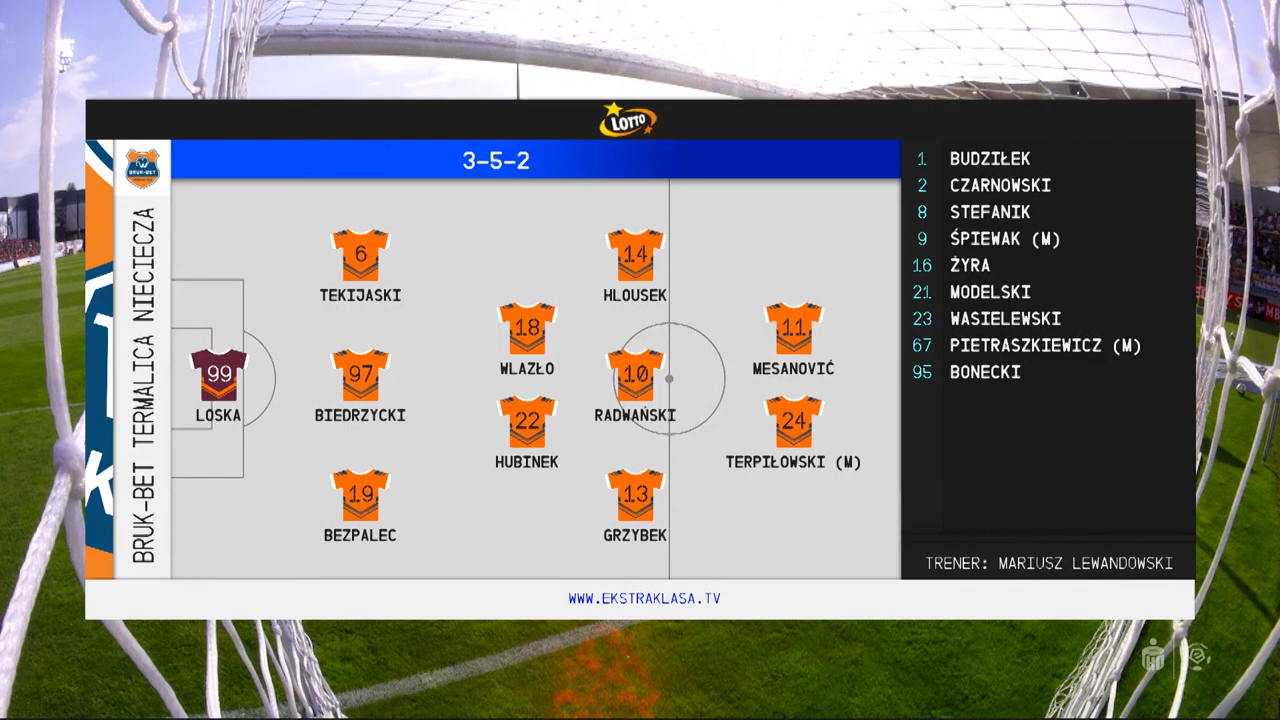 LOTTO
BRUK-BET
BRUK-BET TERMALICA NIECIECZA
3-5-2
6
TEKIJASKI
14
HLOUSEK
18
WLAZŁO
11
MESANOVIĆ
99
LOSKA
97
BIEDRZYCKI
10
RADWAŃSKI
22
HUBINEK
24
TERPIŁOWSKI (M)
19
BEZPALEC
13
GRZYBEK
1 BUDZIŁEK
2 CZARNOWSKI
8 STEFANIK
9 ŚPIEWAK (M)
16 ŻYRA
21 MODELSKI
23 WASIELEWSKI
67 PIETRASZKIEWICZ (M)
95 BONECKI
TRENER: MARIUSZ LEWANDOWSKI
WWW.EKSTRAKLASA.TV